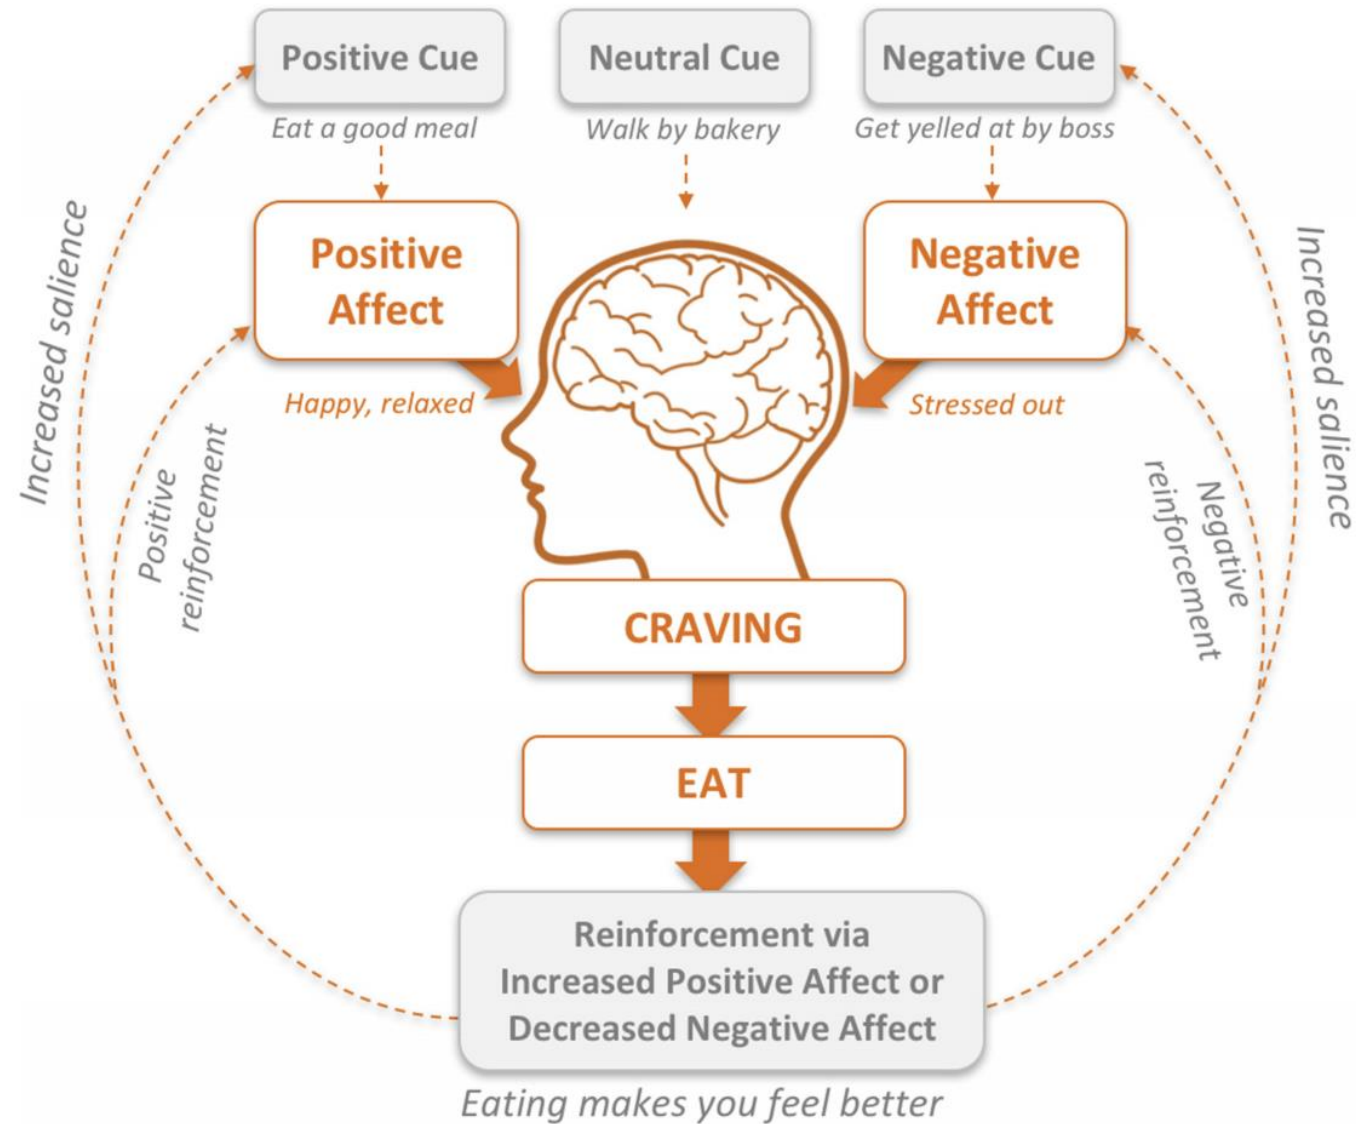 Positive Cue
Neutral Cue
Negative Cue
Eat a good meal
Walk by bakery
Get yelled at by boss
Positive
Affect
Negative
Affect
Happy, relaxed
Stressed out
Increased salience
Positive
reinforcement
Negative
reinforcement
Increased salience
CRAVING
EAT
Reinforcement via
Increased Positive Affect or
Decreased Negative Affect
Eating makes you feel better